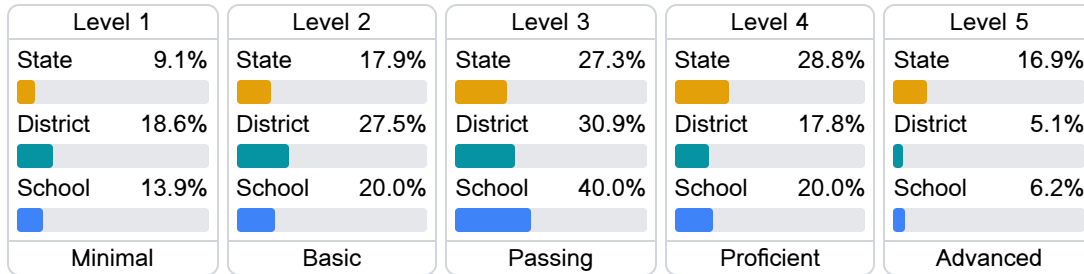 Level 1
State 9.1%
District 18.6%
School 13.9%
Minimal
Level 2
State 17.9%
District 27.5%
School 20.0%
Basic
Level 3
State 27.3%
District 30.9%
School 40.0%
Passing
Level 4
State 28.8%
District 17.8%
School 20.0%
Proficient
Level 5
State 16.9%
District 5.1%
School 6.2%
Advanced